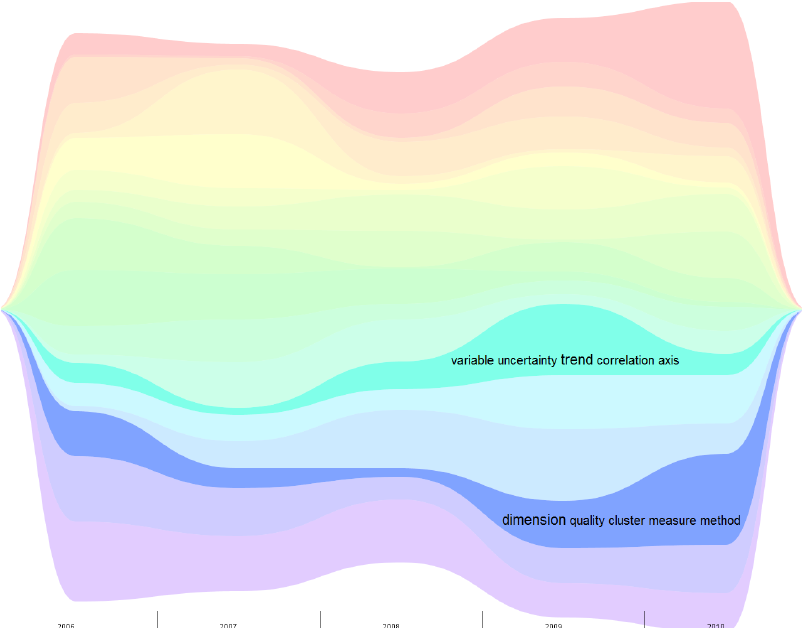 variable uncertainty trend correlation axis
dimension quality cluster measure method
2006 2007 2008 2009 2010